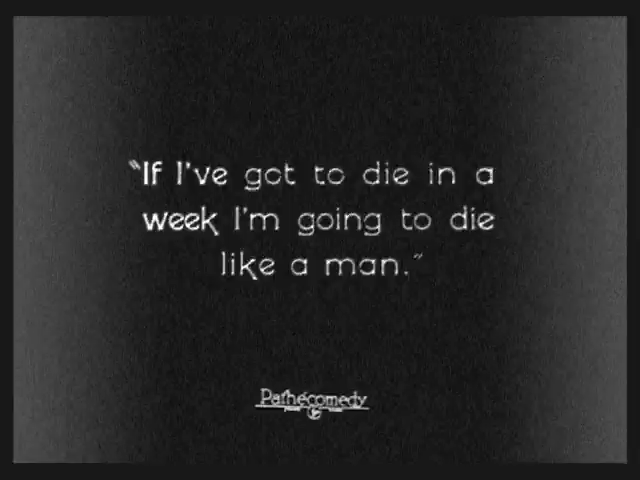 "If I've got to die in a
week I'm going to die
like a man."
Pathécomedy